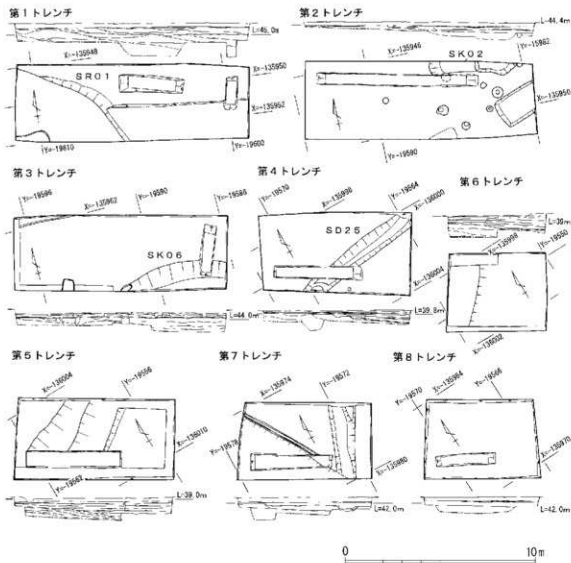 第1トレンチ
L=45.0m
X=-135948
SR01
X=-135950
X=-135952
Y=-19610
Y=-19600
第2トレンチ
L=44.4m
X=-135946
SK02
X=-135950
Y=-19590
第3トレンチ
Y=-19596
X=-135962
Y=-19590
Y=-19586
SK06
L=44.0m
第4トレンチ
Y=-19570
X=-135998
Y=-19564
X=-136000
SD25
X=-136004
L=39.8m
第6トレンチ
L=39m
X=-135998
Y=-19550
X=-136002
第5トレンチ
X=-136004
Y=-19556
X=-136010
Y=-19562
L=39.0m
第7トレンチ
X=-135974
Y=-19572
Y=-19578
X=-135980
L=42.0m
第8トレンチ
Y=-19570
X=-135964
Y=-19566
X=-135970
L=42.0m
0
10m